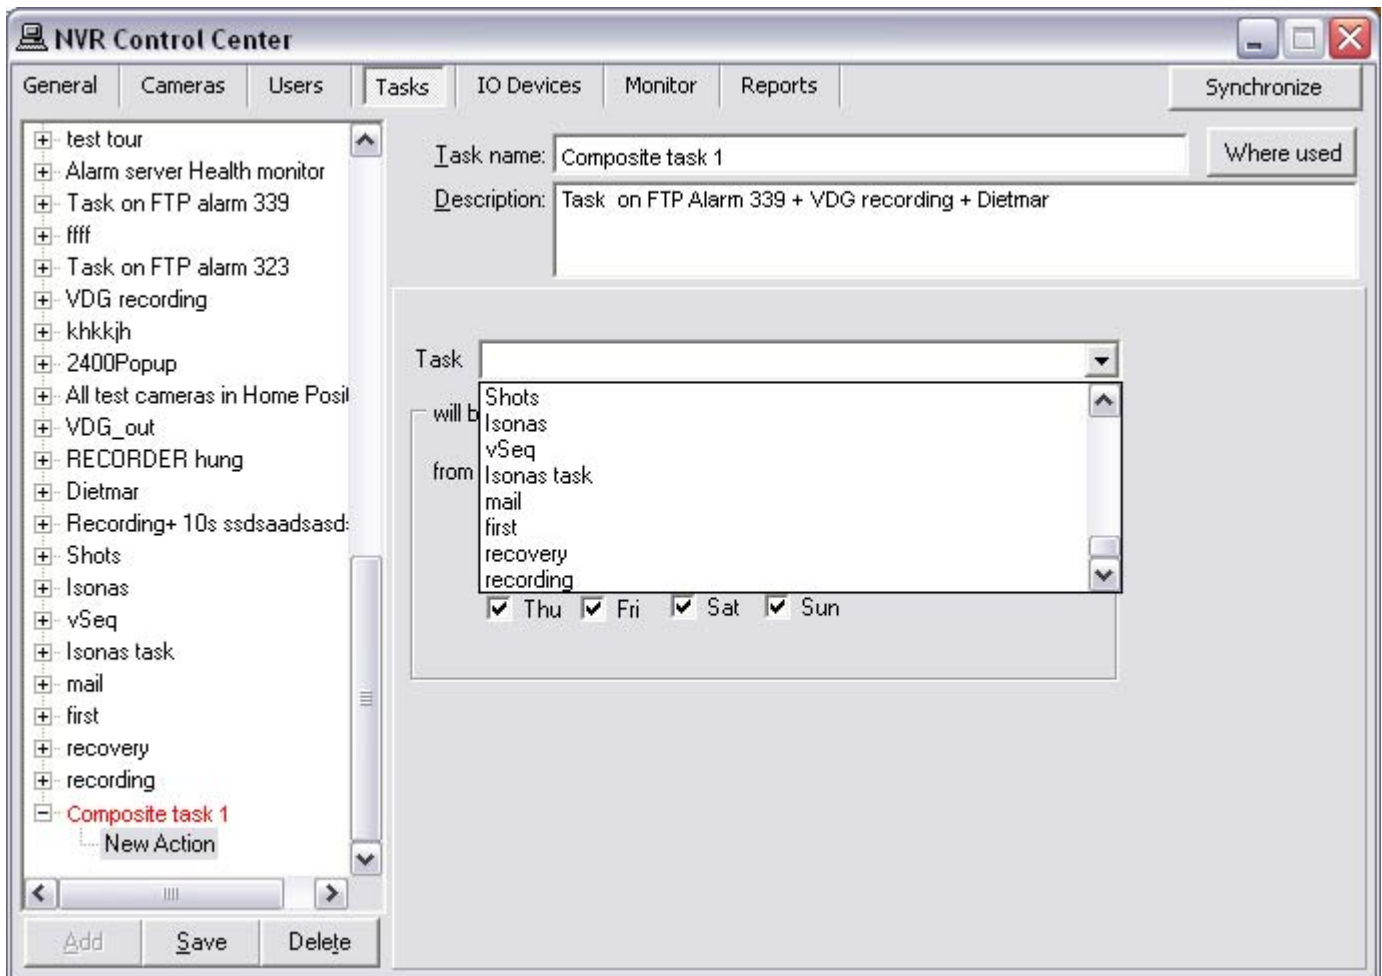 NVR Control Center
General Cameras Users Tasks IO Devices Monitor Reports Synchronize
test tour
Alarm server Health monitor
Task on FTP alarm 339
ffff
Task on FTP alarm 323
VDG recording
khkkjh
2400Popup
All test cameras in Home Posit
VDG_out
RECORDER hung
Dietmar
Recording+ 10s ssdsaadsasd
Shots
Isonas
vSeq
Isonas task
mail
first
recovery
recording
Composite task 1
New Action
Add Save Delete
Task name: Composite task 1 Where used
Description: Task on FTP Alarm 339 + VDG recording + Dietmar
Task
will b
from
Shots
Isonas
vSeq
Isonas task
mail
first
recovery
recording
Thu Fri Sat Sun